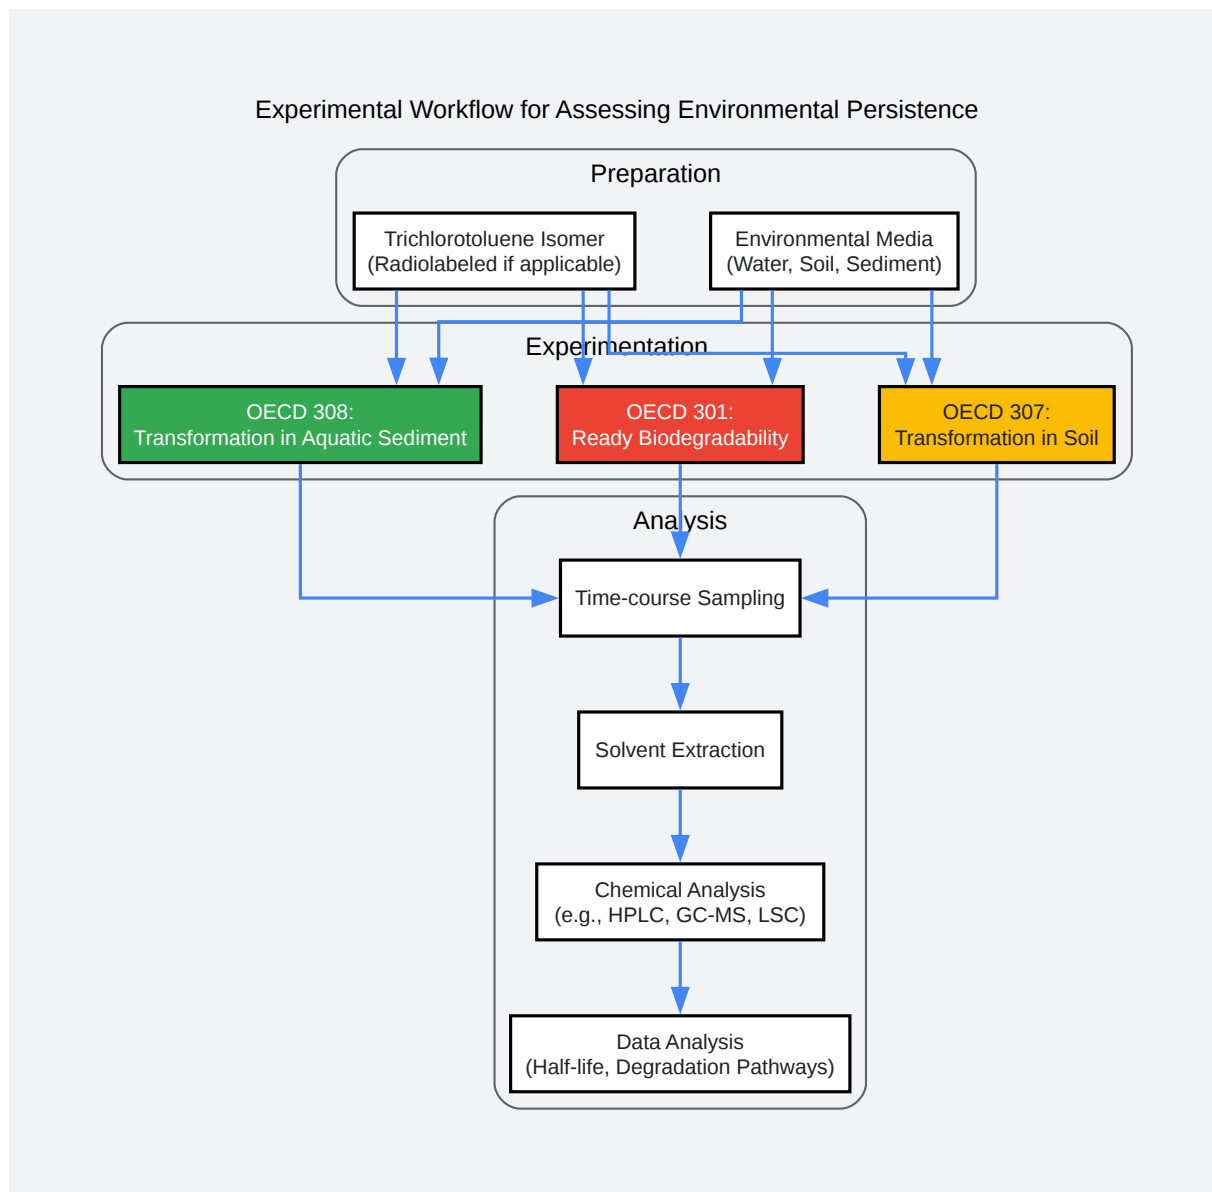 Experimental Workflow for Assessing Environmental Persistence
Preparation
Trichlorotoluene Isomer
(Radiolabeled if applicable)
Environmental Media
(Water, Soil, Sediment)
Experimentation
OECD 308:
Transformation in Aquatic Sediment
OECD 301:
Ready Biodegradability
OECD 307:
Transformation in Soil
Analysis
Time-course Sampling
Solvent Extraction
Chemical Analysis
(e.g., HPLC, GC-MS, LSC)
Data Analysis
(Half-life, Degradation Pathways)